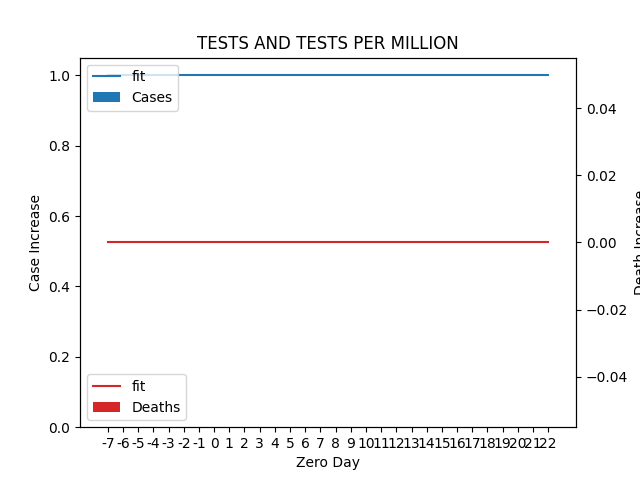 TESTS AND TESTS PER MILLION
fit
Cases
1.0
0.8
0.6
0.4
0.2
0.0
Case Increase
0.04
0.02
0.00
−0.02
−0.04
Death Increase
fit
Deaths
-7 -6 -5 -4 -3 -2 -1 0 1 2 3 4 5 6 7 8 9 10 11 12 13 14 15 16 17 18 19 20 21 22
Zero Day